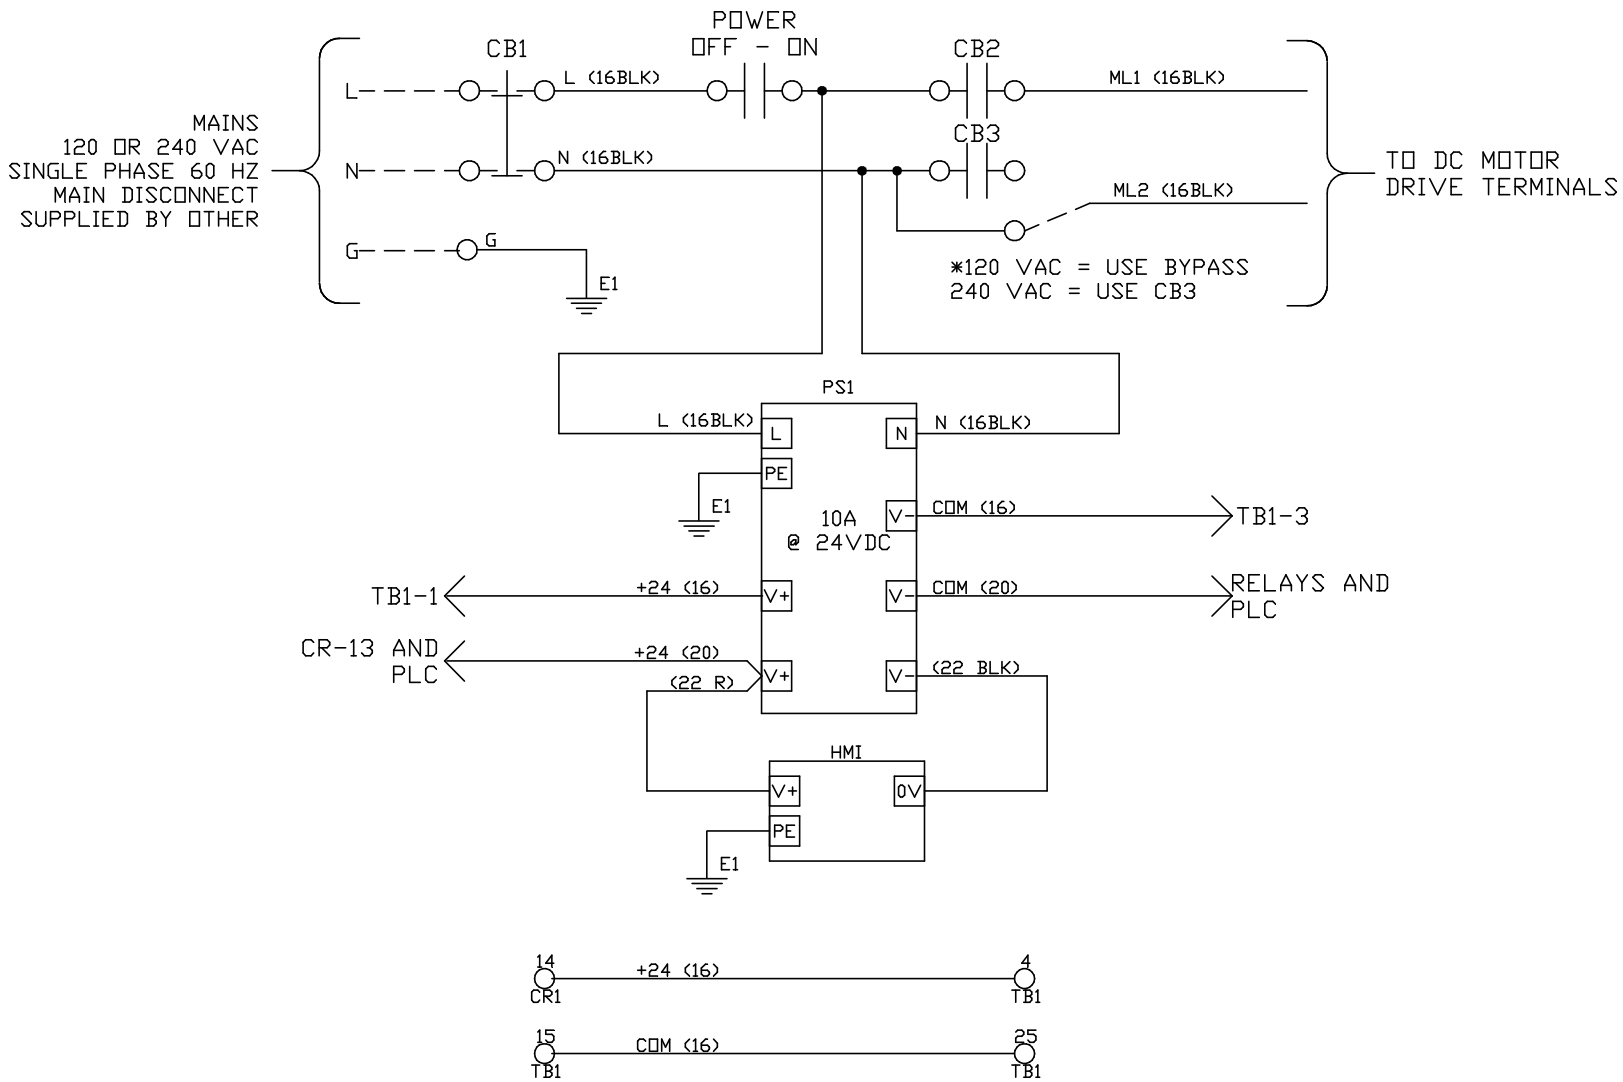 POWER
OFF - ON
CB1
CB2
L
L (16BLK)
ML1 (16BLK)
MAINS
120 OR 240 VAC
SINGLE PHASE 60 HZ
MAIN DISCONNECT
SUPPLIED BY OTHER
CB3
N
N (16BLK)
TO DC MOTOR
DRIVE TERMINALS
ML2 (16BLK)
G
G
E1
*120 VAC = USE BYPASS
240 VAC = USE CB3
PS1
L (16BLK)
L
N
N (16BLK)
PE
E1
10A
@ 24VDC
V-
COM (16)
TB1-3
TB1-1
+24 (16)
V+
V-
COM (20)
RELAYS AND
PLC
CR-13 AND
PLC
+24 (20)
(22 R)
V+
V-
(22 BLK)
HMI
V+
0V
PE
E1
14
CR1
+24 (16)
4
TB1
15
TB1
COM (16)
25
TB1